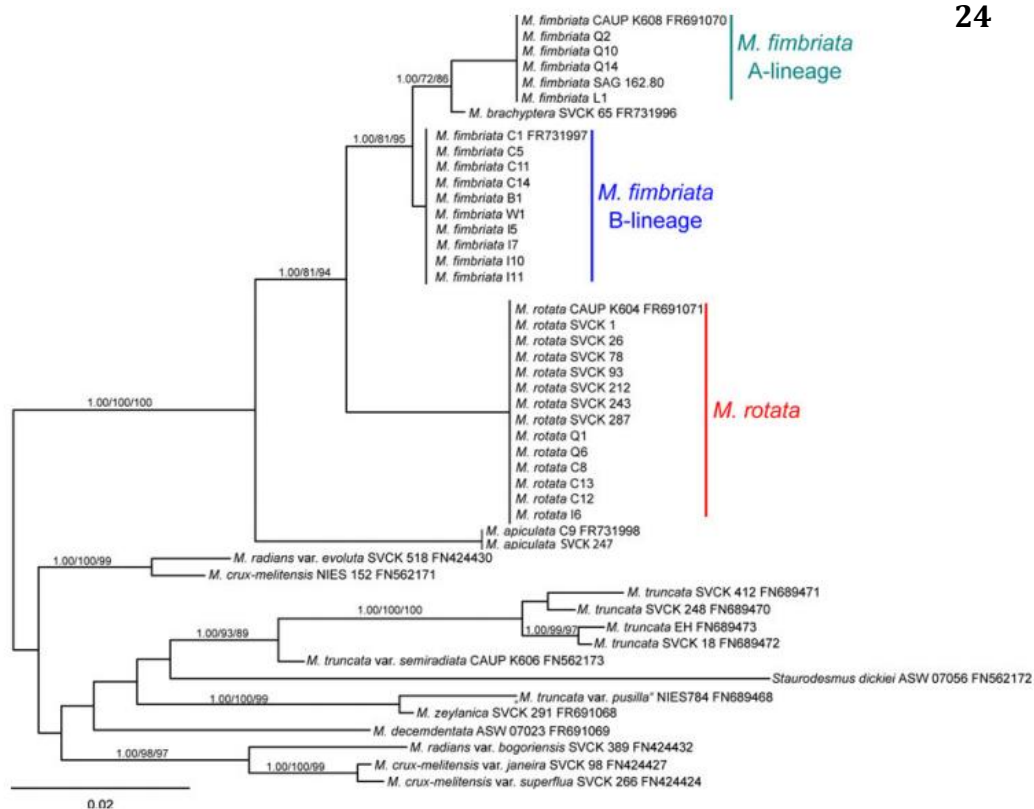 24
M. fimbriata CAUP K608 FR691070
M. fimbriata Q2
M. fimbriata Q10
M. fimbriata Q14
M. fimbriata SAG 162.80
M. fimbriata L1
M. fimbriata
A-lineage
1.00/72/86
M. brachyptera SVCK 65 FR731996
1.00/81/95
M. fimbriata C1 FR731997
M. fimbriata C5
M. fimbriata C11
M. fimbriata C14
M. fimbriata B1
M. fimbriata W1
M. fimbriata I5
M. fimbriata I7
M. fimbriata I10
M. fimbriata I11
M. fimbriata
B-lineage
1.00/81/94
M. rotata CAUP K604 FR691071
M. rotata SVCK 1
M. rotata SVCK 26
M. rotata SVCK 78
M. rotata SVCK 93
M. rotata SVCK 212
M. rotata SVCK 243
M. rotata SVCK 287
M. rotata Q1
M. rotata Q6
M. rotata C8
M. rotata C13
M. rotata C12
M. rotata I6
M. rotata
1.00/100/100
M. apiculata C9 FR731998
M. apiculata SVCK 247
1.00/100/99
M. radians var. evoluta SVCK 518 FN424430
M. crux-melitensis NIES 152 FN562171
M. truncata SVCK 412 FN689471
1.00/100/100
M. truncata SVCK 248 FN689470
M. truncata EH FN689473
1.00/99/97
M. truncata SVCK 18 FN689472
1.00/93/89
M. truncata var. semiradiata CAUP K606 FN562173
Staurodesmus dickiei ASW 07056 FN562172
1.00/100/99
„M. truncata var. pusilla" NIES784 FN689468
M. zeylanica SVCK 291 FR691068
M. decemdentata ASW 07023 FR691069
1.00/98/97
M. radians var. bogoriensis SVCK 389 FN424432
1.00/100/99
M. crux-melitensis var. janeira SVCK 98 FN424427
M. crux-melitensis var. superflua SVCK 266 FN424424
0.02